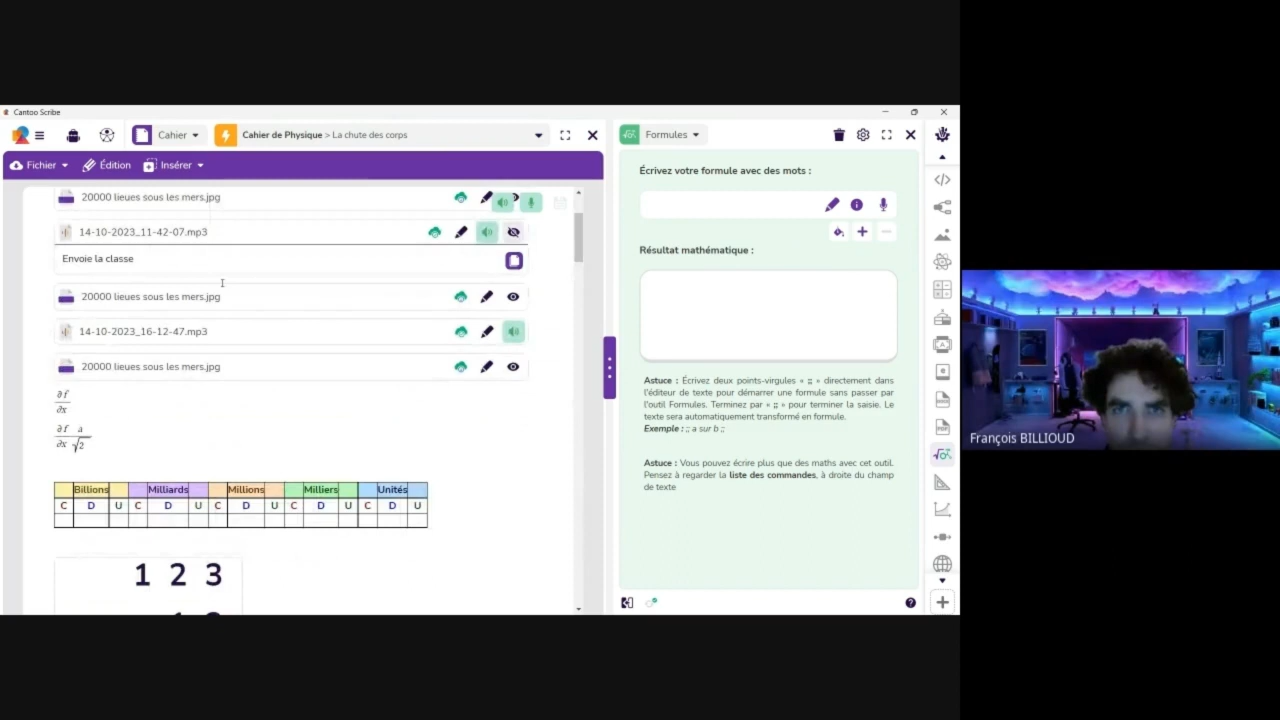 Cantoo Scribe
Cahier
Cahier de Physique > La chute des corps
Fichier Édition Insérer
20000 lieues sous les mers.jpg
14-10-2023_11-42-07.mp3
Envoie la classe
20000 lieues sous les mers.jpg
14-10-2023_16-12-47.mp3
20000 lieues sous les mers.jpg
∂f
∂x
∂f a
∂x √2
Billions Milliards Millions Milliers Unités
C D U C D U C D U C D U C D U
1 2 3
Formules
Écrivez votre formule avec des mots :
Résultat mathématique :
Astuce : Écrivez deux points-virgules « ;; » directement dans
l'éditeur de texte pour démarrer une formule sans passer par
l'outil Formules. Terminez par « ;; » pour terminer la saisie. Le
texte sera automatiquement transformé en formule.
Exemple : ;; a sur b ;;
Astuce : Vous pouvez écrire plus que des maths avec cet outil.
Pensez à regarder la liste des commandes, à droite du champ
de texte
François BILLIOUD